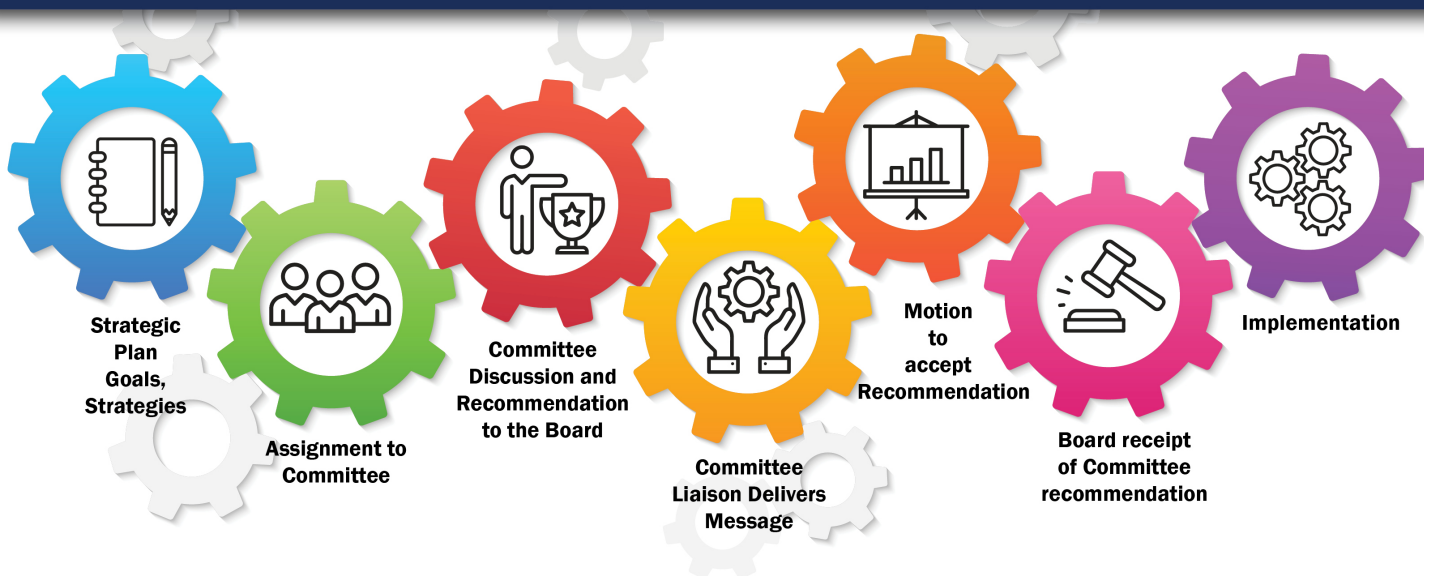 Strategic
Plan
Goals,
Strategies
Assignment to
Committee
Committee
Discussion and
Recommendation
to the Board
Committee
Liaison Delivers
Message
Motion
to
accept
Recommendation
Board receipt
of Committee
recommendation
Implementation